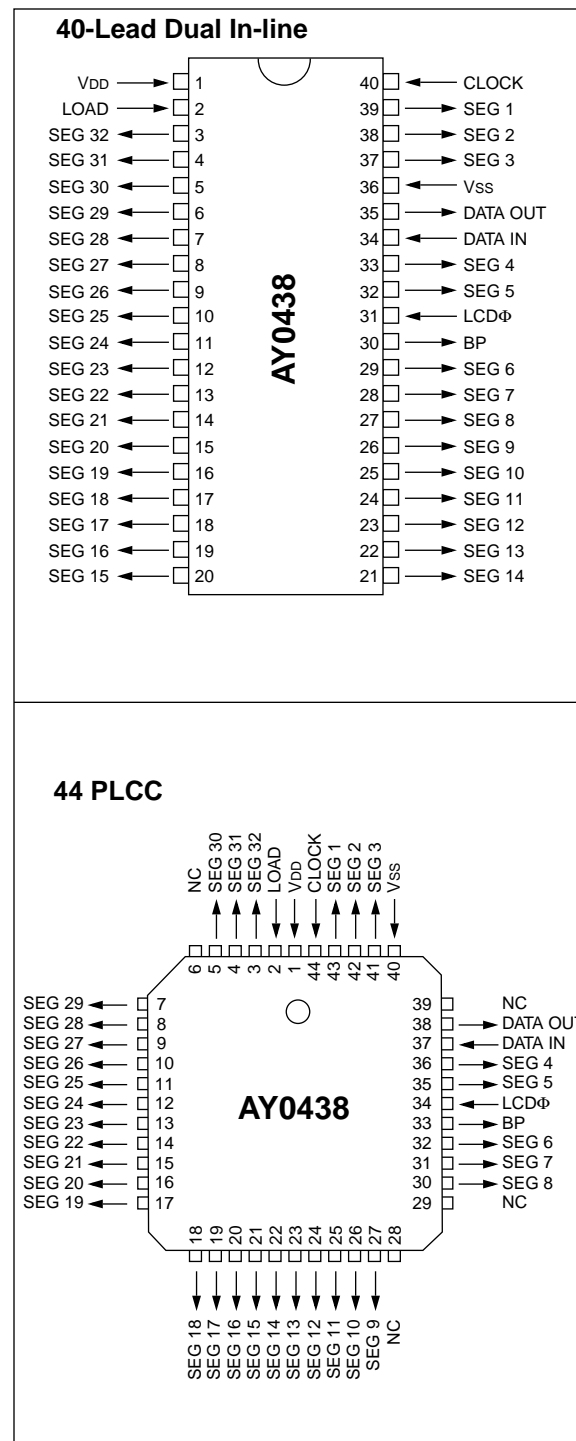 40-Lead Dual In-line
VDD 1 40 CLOCK
LOAD 2 39 SEG 1
SEG 32 3 38 SEG 2
SEG 31 4 37 SEG 3
SEG 30 5 36 VSS
SEG 29 6 35 DATA OUT
SEG 28 7 34 DATA IN
SEG 27 8 33 SEG 4
SEG 26 9 32 SEG 5
SEG 25 10 31 LCDΦ
SEG 24 11 30 BP
SEG 23 12 29 SEG 6
SEG 22 13 28 SEG 7
SEG 21 14 27 SEG 8
SEG 20 15 26 SEG 9
SEG 19 16 25 SEG 10
SEG 18 17 24 SEG 11
SEG 17 18 23 SEG 12
SEG 16 19 22 SEG 13
SEG 15 20 21 SEG 14
AY0438
44 PLCC
NC SEG 30 SEG 31 SEG 32 LOAD VDD CLOCK SEG 1 SEG 2 SEG 3 VSS
6 5 4 3 2 1 44 43 42 41 40
SEG 29 7 39 NC
SEG 28 8 38 DATA OUT
SEG 27 9 37 DATA IN
SEG 26 10 36 SEG 4
SEG 25 11 35 SEG 5
SEG 24 12 34 LCDΦ
SEG 23 13 33 BP
SEG 22 14 32 SEG 6
SEG 21 15 31 SEG 7
SEG 20 16 30 SEG 8
SEG 19 17 29 NC
AY0438
18 19 20 21 22 23 24 25 26 27 28
SEG 18 SEG 17 SEG 16 SEG 15 SEG 14 SEG 13 SEG 12 SEG 11 SEG 10 SEG 9 NC